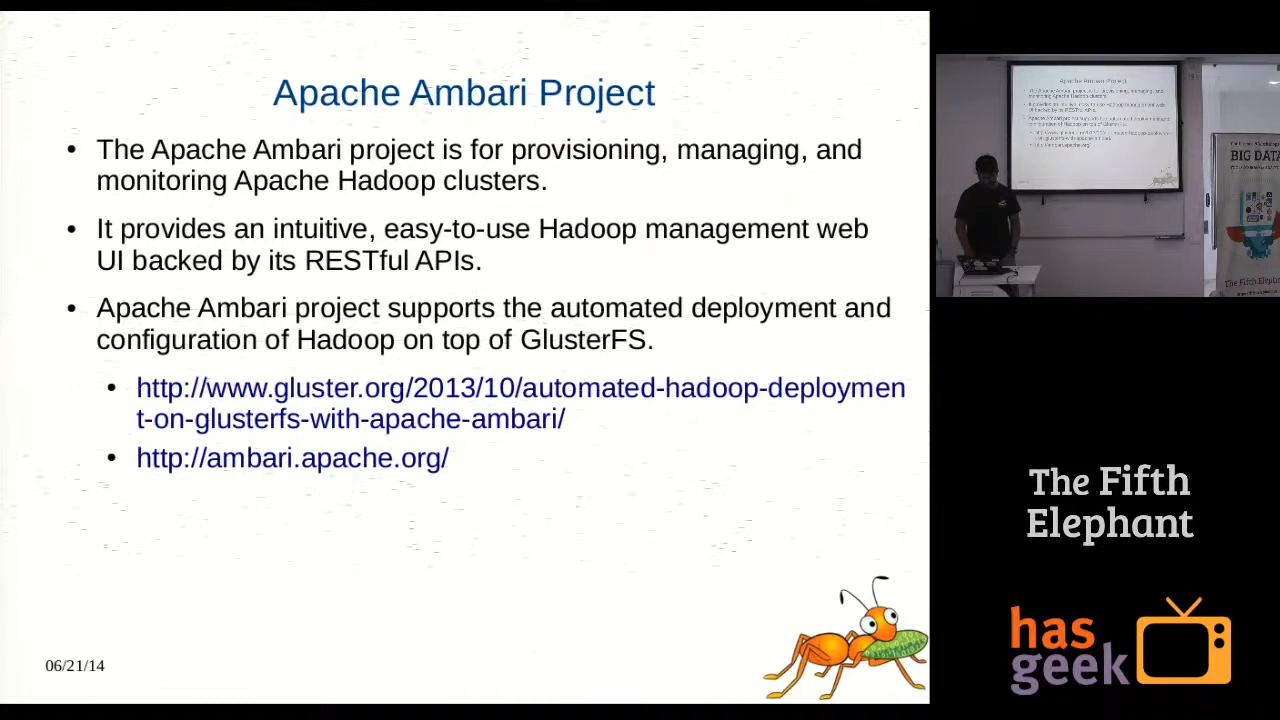 Apache Ambari Project
• The Apache Ambari project is for provisioning, managing, and
monitoring Apache Hadoop clusters.
• It provides an intuitive, easy-to-use Hadoop management web
UI backed by its RESTful APIs.
• Apache Ambari project supports the automated deployment and
configuration of Hadoop on top of GlusterFS.
• http://www.gluster.org/2013/10/automated-hadoop-deploymen
t-on-glusterfs-with-apache-ambari/
• http://ambari.apache.org/
06/21/14
Apache Ambari Project
BIG DATA
The Fifth
Elephant
has
geek